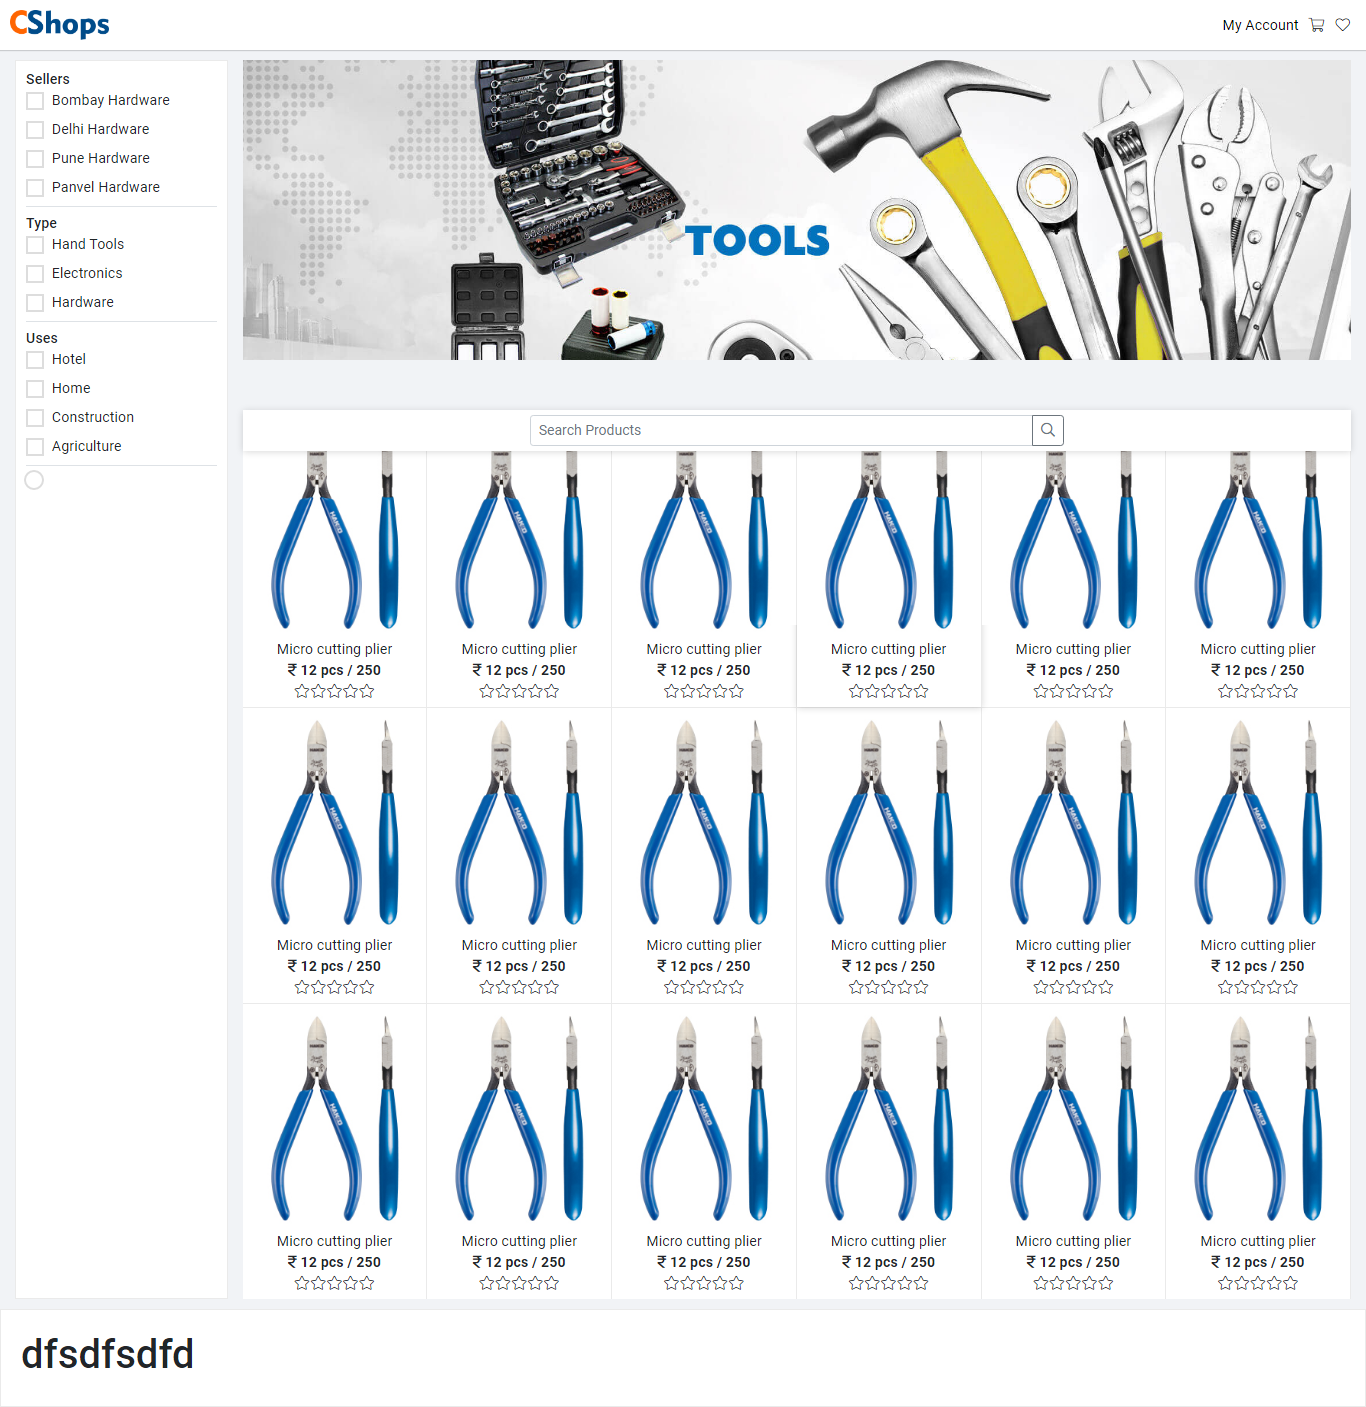 CShops
My Account
Sellers
Bombay Hardware
Delhi Hardware
Pune Hardware
Panvel Hardware
Type
Hand Tools
Electronics
Hardware
Uses
Hotel
Home
Construction
Agriculture
TOOLS
Search Products
Micro cutting plier
₹ 12 pcs / 250
Micro cutting plier
₹ 12 pcs / 250
Micro cutting plier
₹ 12 pcs / 250
Micro cutting plier
₹ 12 pcs / 250
Micro cutting plier
₹ 12 pcs / 250
Micro cutting plier
₹ 12 pcs / 250
Micro cutting plier
₹ 12 pcs / 250
Micro cutting plier
₹ 12 pcs / 250
Micro cutting plier
₹ 12 pcs / 250
Micro cutting plier
₹ 12 pcs / 250
Micro cutting plier
₹ 12 pcs / 250
Micro cutting plier
₹ 12 pcs / 250
Micro cutting plier
₹ 12 pcs / 250
Micro cutting plier
₹ 12 pcs / 250
Micro cutting plier
₹ 12 pcs / 250
Micro cutting plier
₹ 12 pcs / 250
Micro cutting plier
₹ 12 pcs / 250
Micro cutting plier
₹ 12 pcs / 250
dfsdfsdfd